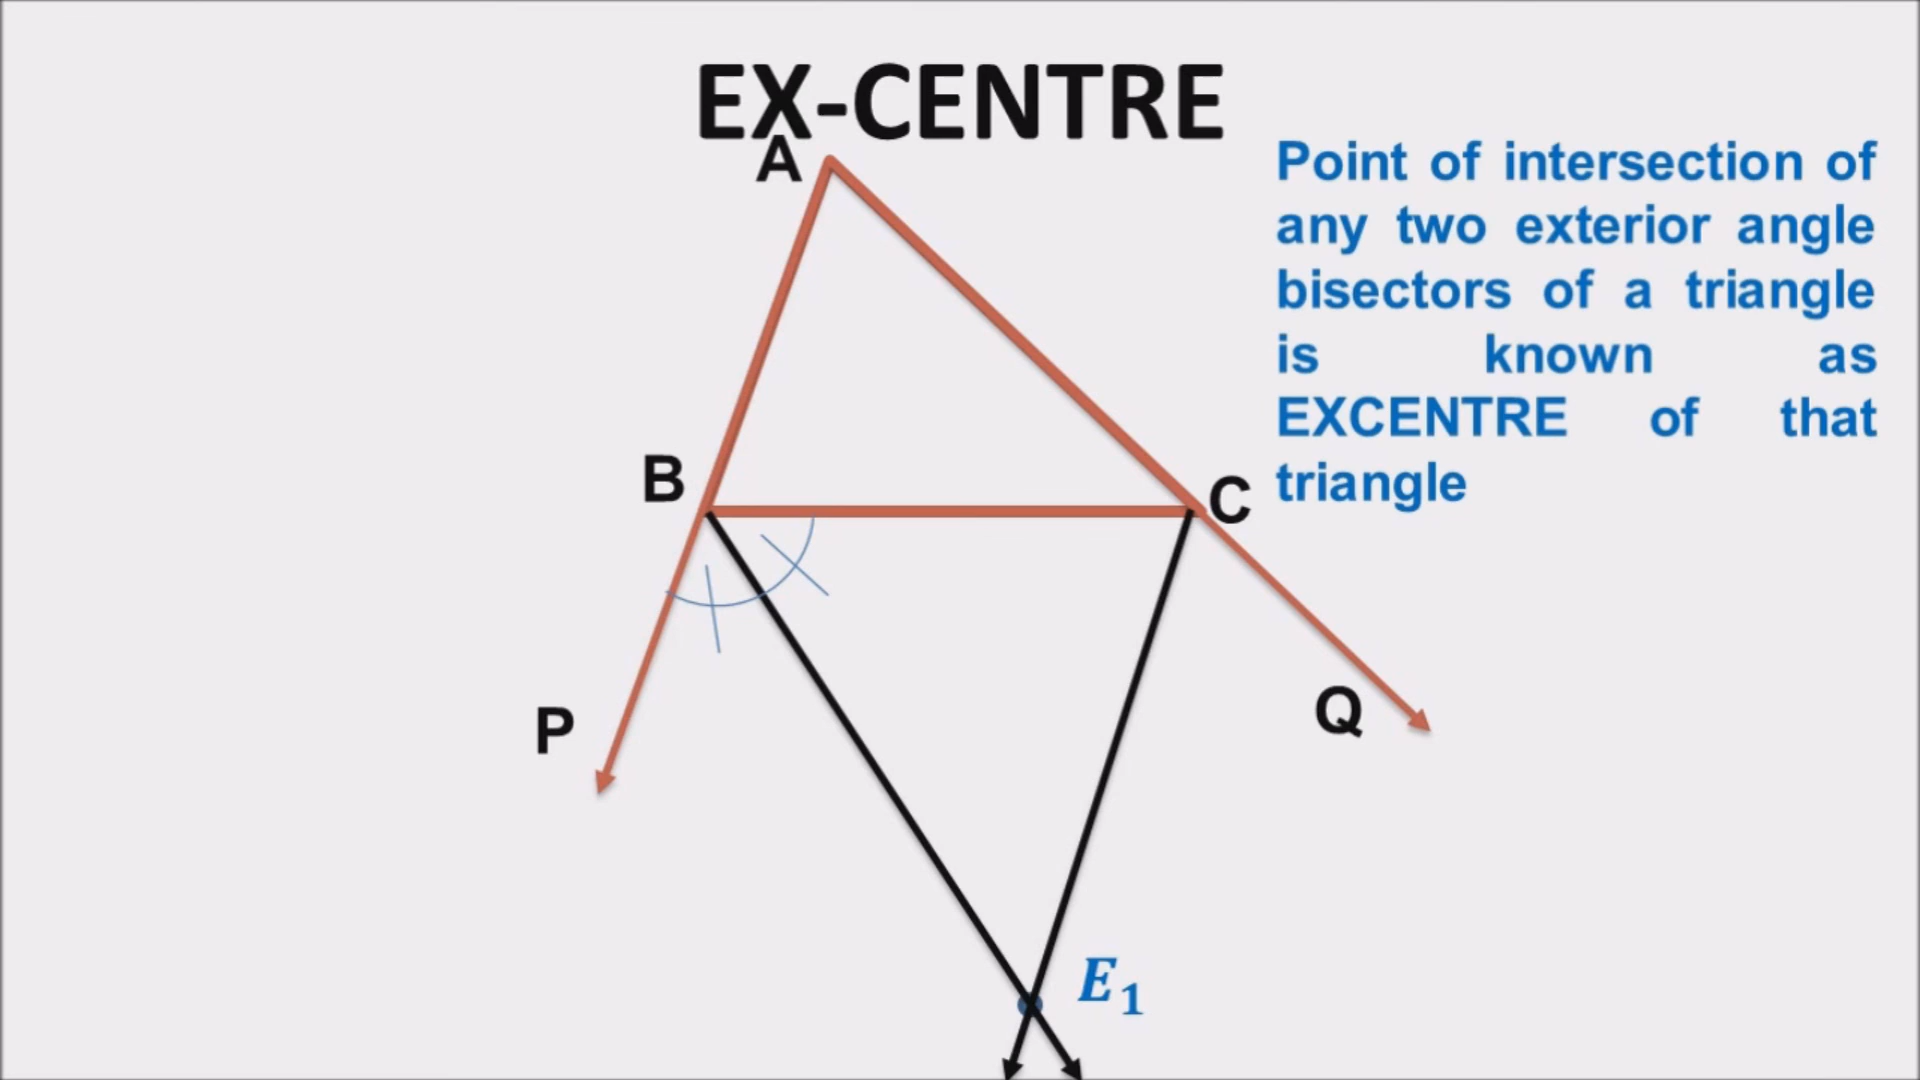 EX-CENTRE
A
Point of intersection of
any two exterior angle
bisectors of a triangle
is known as
EXCENTRE of that
triangle
B
C
P
Q
E₁